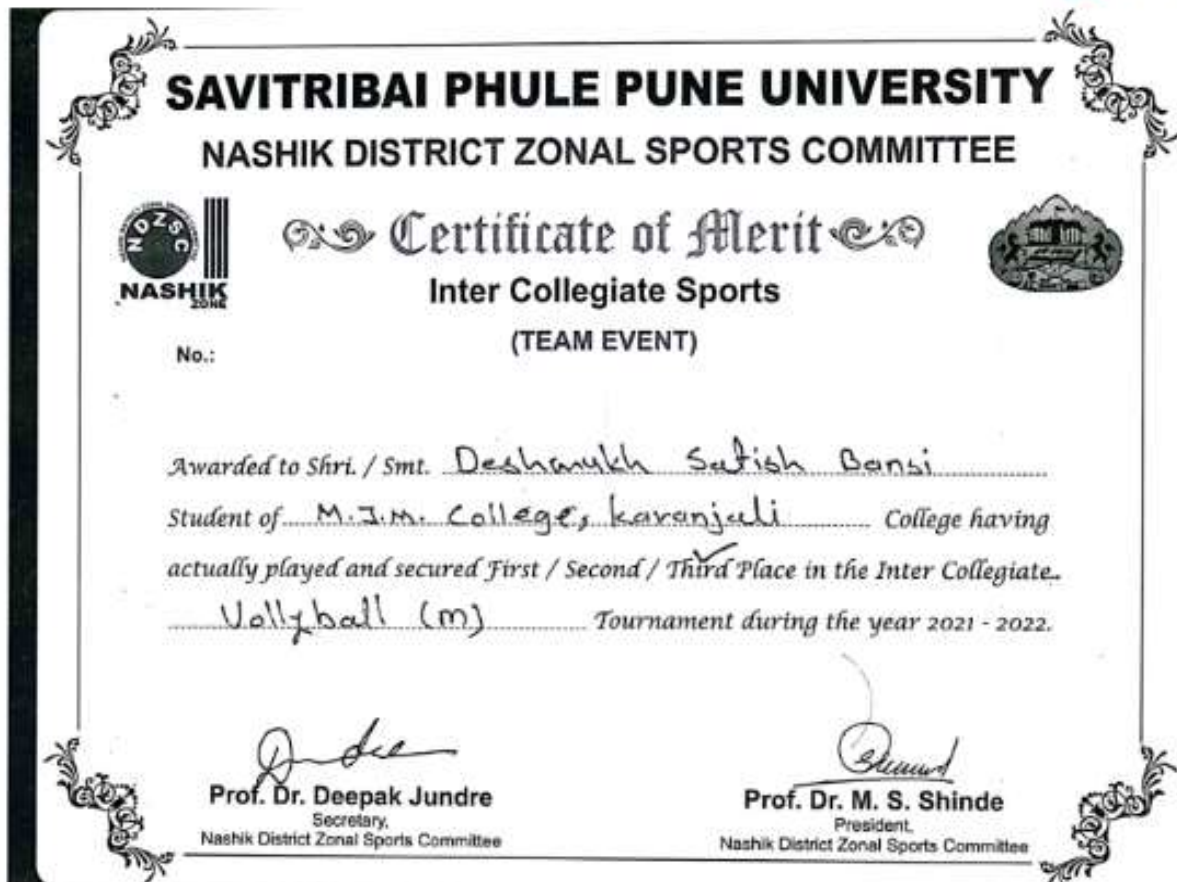 SAVITRIBAI PHULE PUNE UNIVERSITY
NASHIK DISTRICT ZONAL SPORTS COMMITTEE
NDZSC
NASHIK
ZONE
Certificate of Merit
Inter Collegiate Sports
(TEAM EVENT)
No.:
Awarded to Shri. / Smt. Deshmukh Satish Bansi
Student of M.J.M. College, karanjali College having
actually played and secured First / Second / Third Place in the Inter Collegiate
Vollyball (m) Tournament during the year 2021 - 2022.
Prof. Dr. Deepak Jundre
Secretary,
Nashik District Zonal Sports Committee
Prof. Dr. M. S. Shinde
President,
Nashik District Zonal Sports Committee